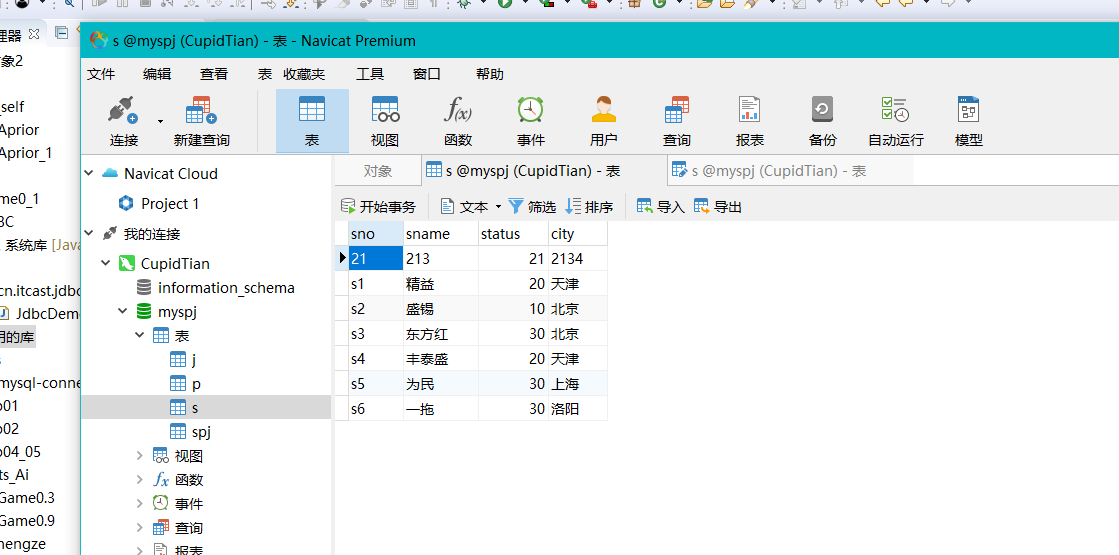 s @myspj (CupidTian) - 表 - Navicat Premium
文件 编辑 查看 表 收藏夹 工具 窗口 帮助
连接 新建查询 表 视图 函数 事件 用户 查询 报表 备份 自动运行 模型
对象 s @myspj (CupidTian) - 表 s @myspj (CupidTian) - 表
开始事务 文本 筛选 排序 导入 导出
理器
象2
_self
Aprior
Aprior_1
me0_1
BC
系统库 [Java
cn.itcast.jdbc
JdbcDemo
明的库
s
mysql-conne
o01
o02
o04_05
ts_Ai
Game0.3
Game0.9
hengze
Navicat Cloud
Project 1
我的连接
CupidTian
information_schema
myspj
表
j
p
s
spj
视图
函数
事件
查询
报表
sno sname status city
21 213 21 2134
s1 精益 20 天津
s2 盛锡 10 北京
s3 东方红 30 北京
s4 丰泰盛 20 天津
s5 为民 30 上海
s6 一拖 30 洛阳